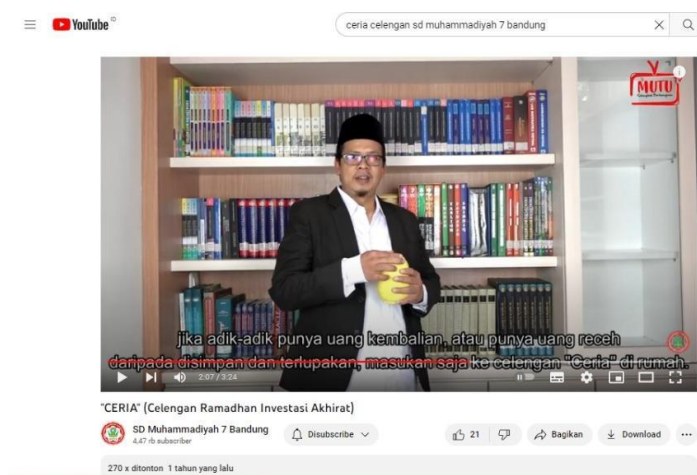 YouTube ID
ceria celengan sd muhammadiyah 7 bandung
MUTU
jika adik-adik punya uang kembalian, atau punya uang receh
daripada disimpan dan terlupakan, masukan saja ke celengan "Ceria" di rumah.
2:07 / 3:24
"CERIA" (Celengan Ramadhan Investasi Akhirat)
SD Muhammadiyah 7 Bandung
4,47 rb subscriber
Disubscribe
21
Bagikan
Download
270 x ditonton 1 tahun yang lalu